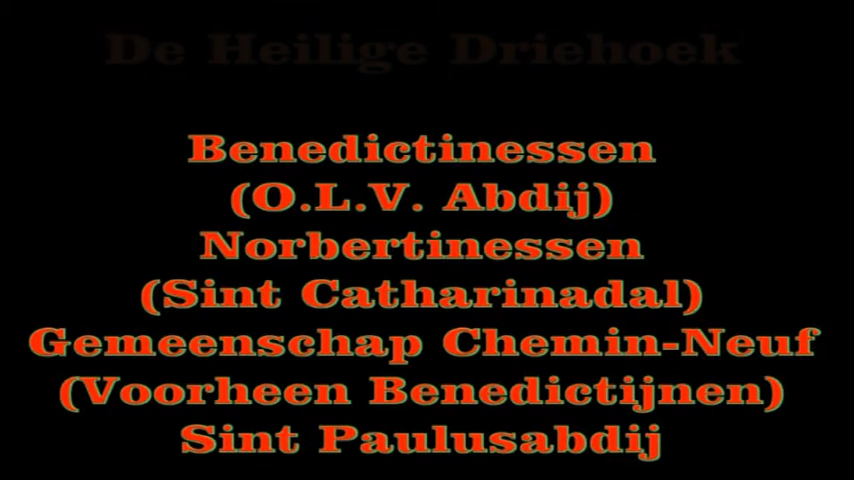 De Heilige Driehoek
Benedictinessen
(O.L.V. Abdij)
Norbertinessen
(Sint Catharinadal)
Gemeenschap Chemin-Neuf
(Voorheen Benedictijnen)
Sint Paulusabdij